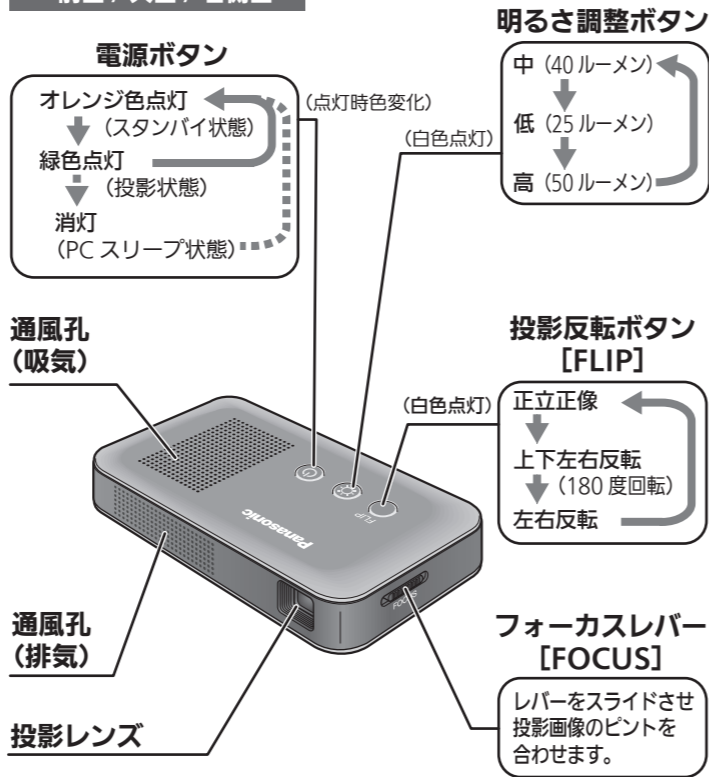 電源ボタン
オレンジ色点灯
(スタンバイ状態)
緑色点灯
(投影状態)
消灯
(PC スリープ状態)
(点灯時色変化)
明るさ調整ボタン
中 (40 ルーメン)
低 (25 ルーメン)
高 (50 ルーメン)
(白色点灯)
通風孔
(吸気)
投影反転ボタン
[FLIP]
(白色点灯)
正立正像
上下左右反転
(180 度回転)
左右反転
FLIP
Panasonic
FOCUS
通風孔
(排気)
投影レンズ
フォーカスレバー
[FOCUS]
レバーをスライドさせ
投影画像のピントを
合わせます。